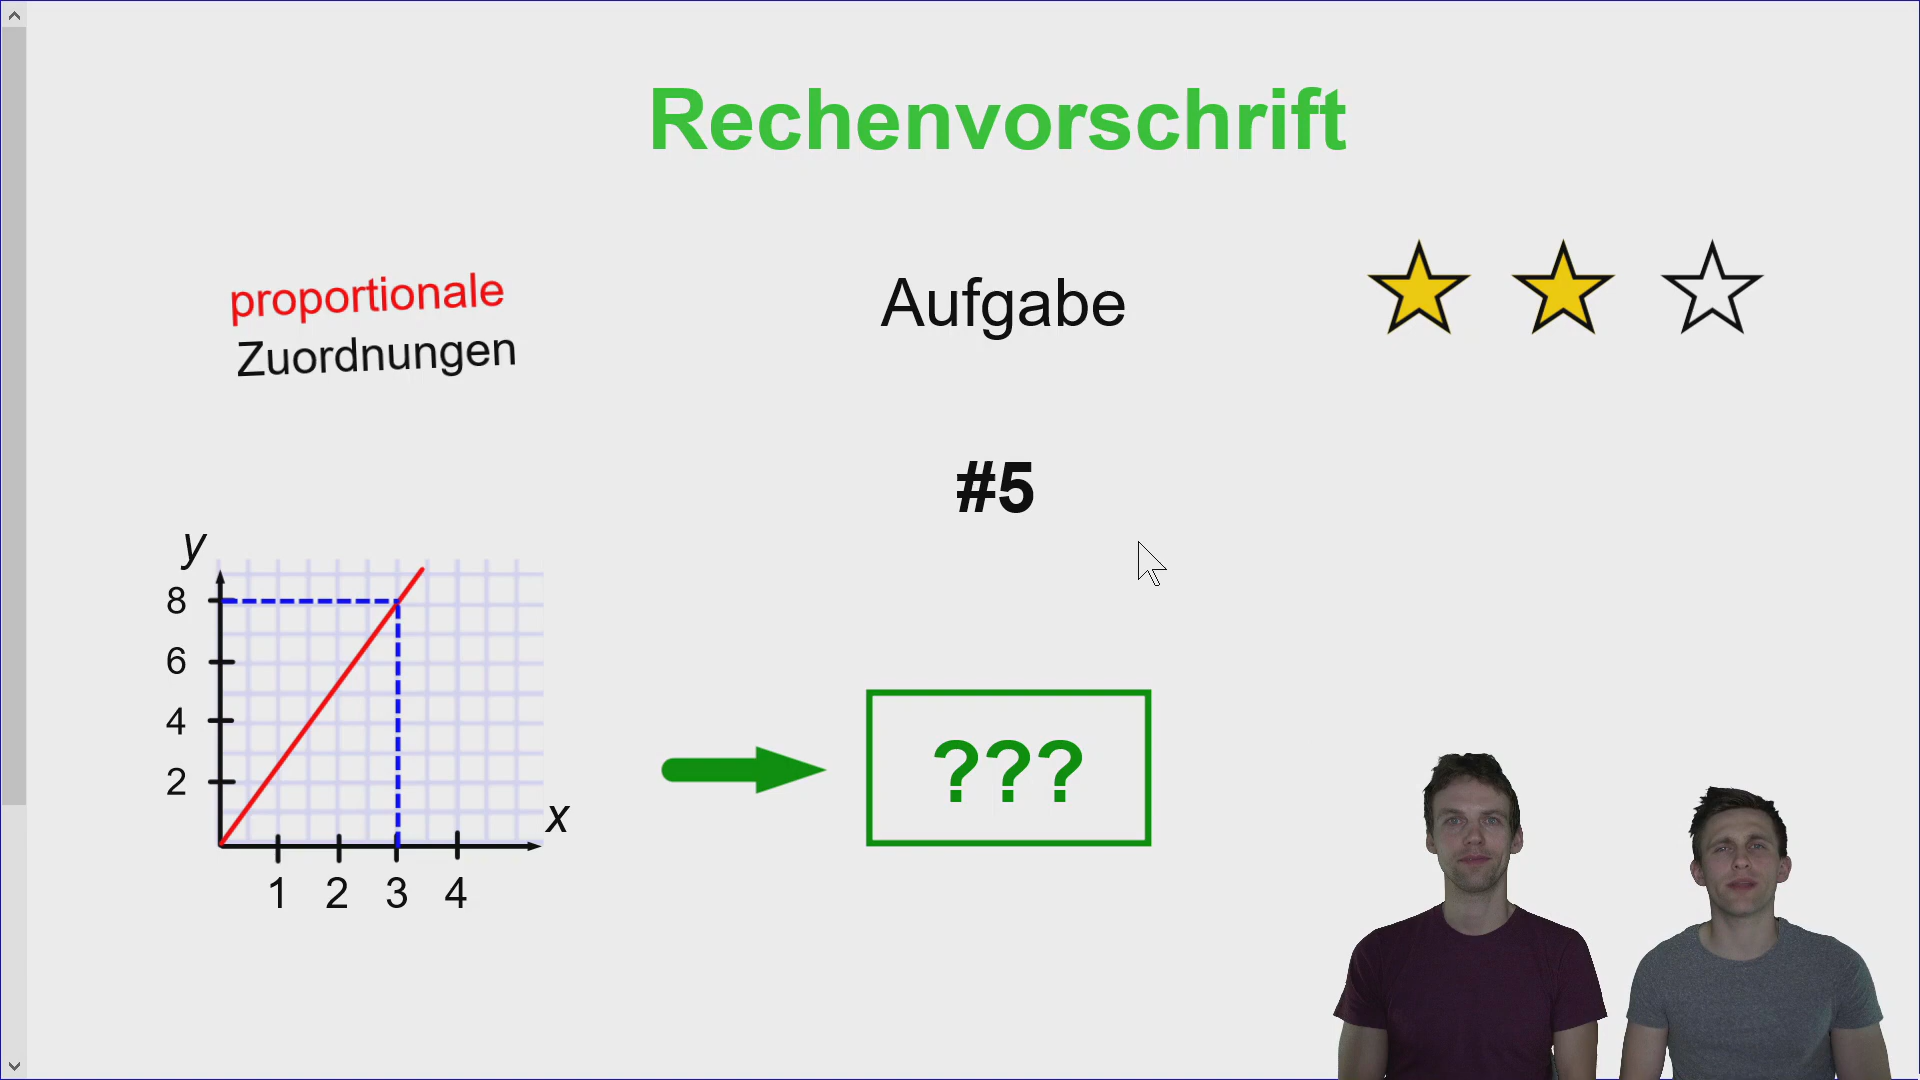 Rechenvorschrift
proportionale
Zuordnungen
Aufgabe
#5
y
8
6
4
2
x
1 2 3 4
???